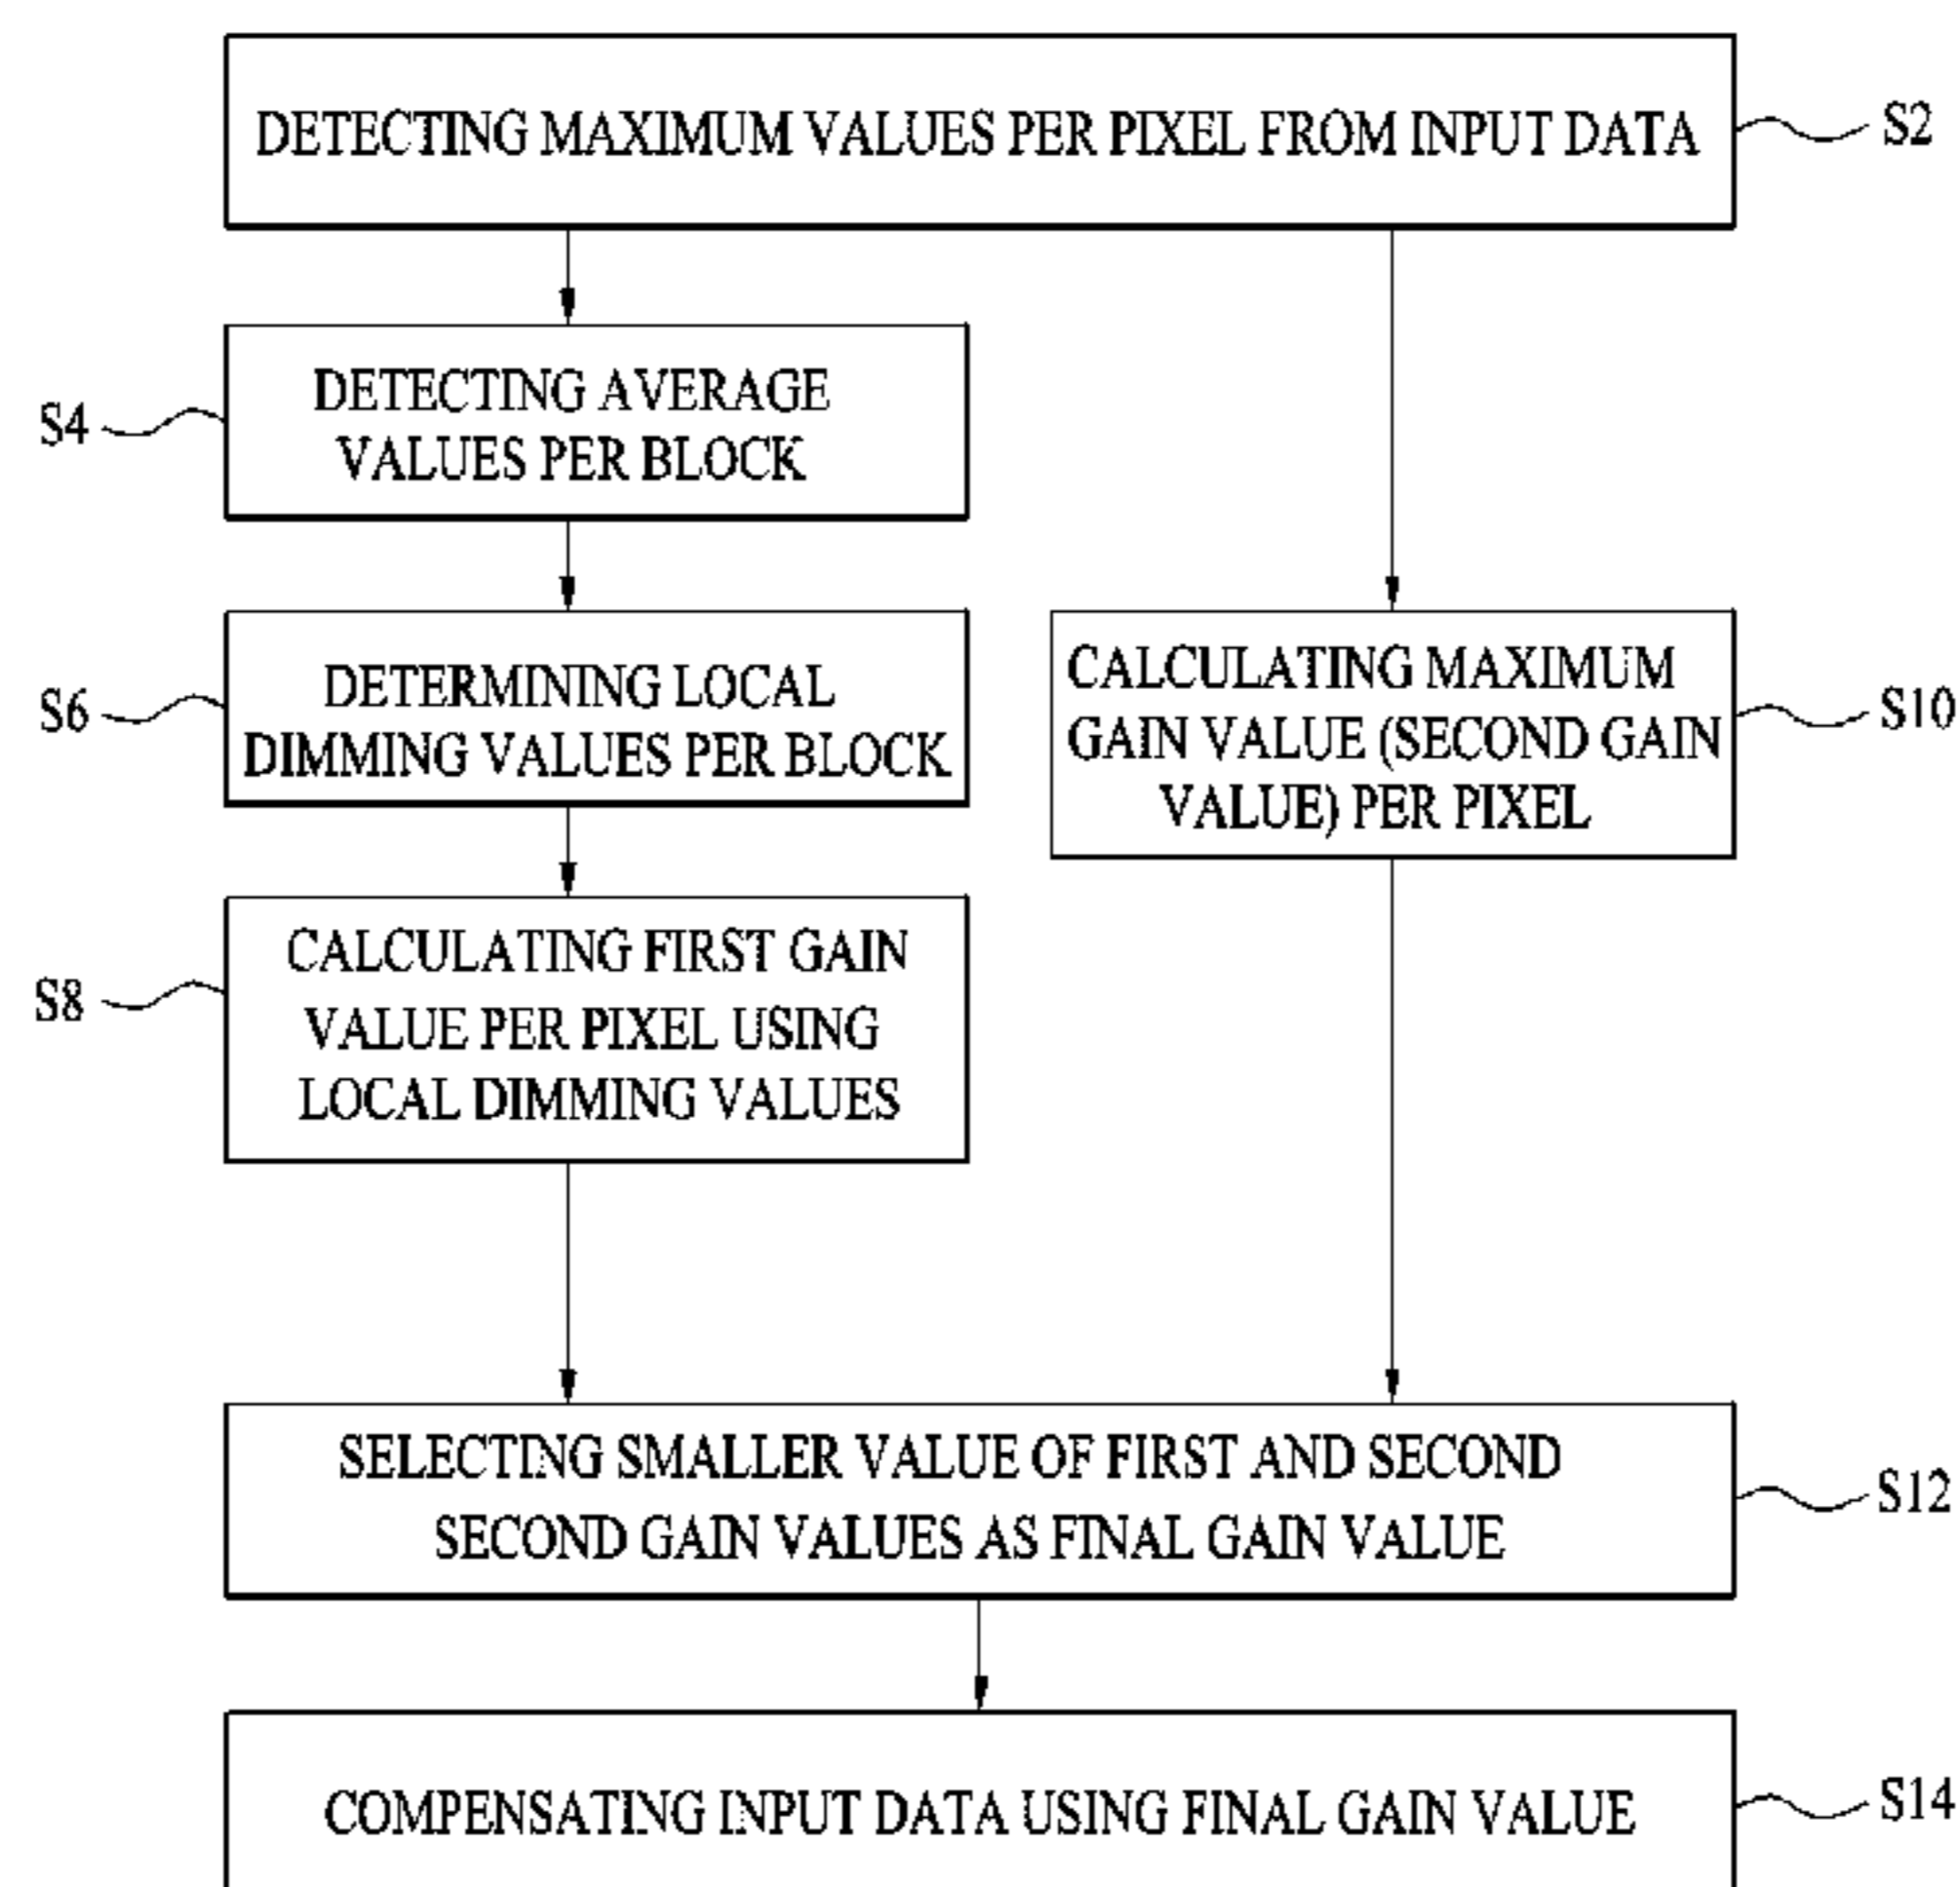 DETECTING MAXIMUM VALUES PER PIXEL FROM INPUT DATA
S2
DETECTING AVERAGE
VALUES PER BLOCK
S4
DETERMINING LOCAL
DIMMING VALUES PER BLOCK
S6
CALCULATING MAXIMUM
GAIN VALUE (SECOND GAIN
VALUE) PER PIXEL
S10
CALCULATING FIRST GAIN
VALUE PER PIXEL USING
LOCAL DIMMING VALUES
S8
SELECTING SMALLER VALUE OF FIRST AND SECOND
SECOND GAIN VALUES AS FINAL GAIN VALUE
S12
COMPENSATING INPUT DATA USING FINAL GAIN VALUE
S14